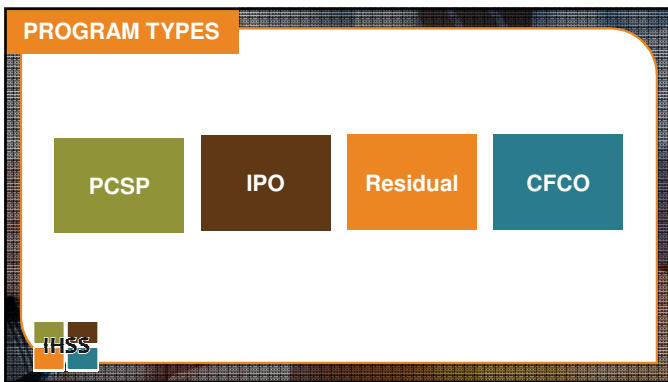 PROGRAM TYPES
PCSP
IPO
Residual
CFCO
IHSS